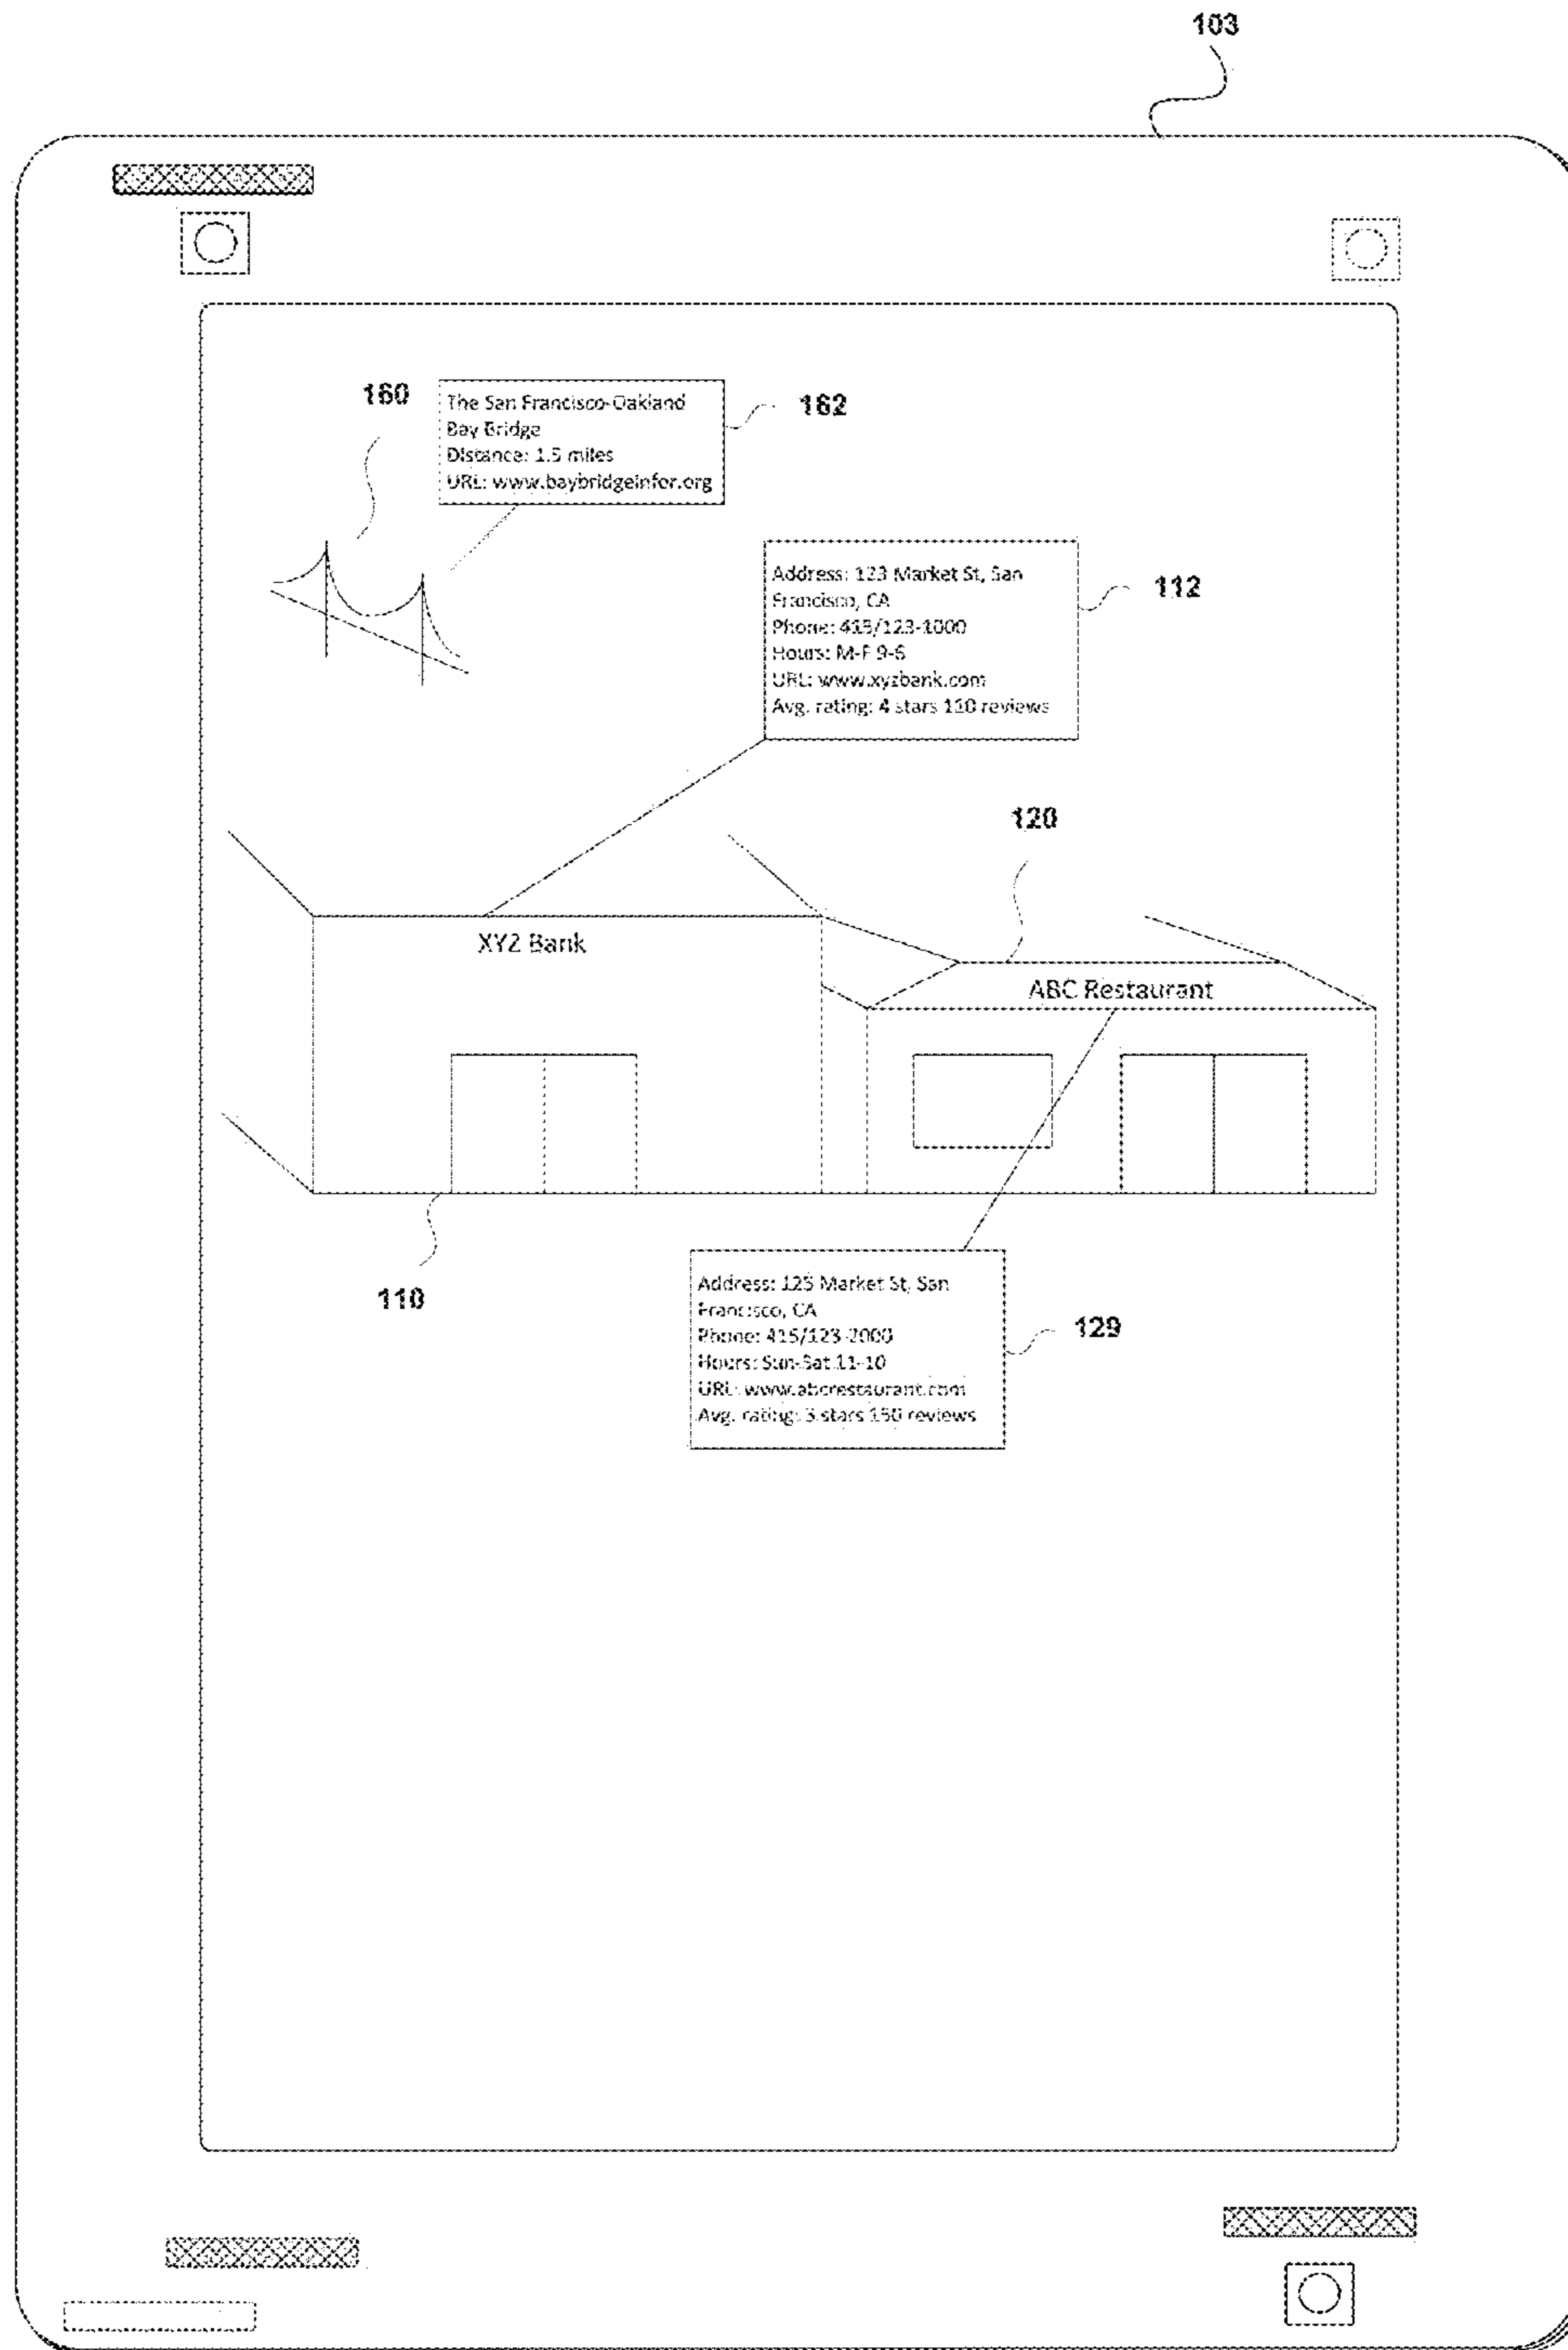 103
160
The San Francisco-Oakland
Bay Bridge
Distance: 1.5 miles
URL: www.baybridgeinfor.org
162
Address: 123 Market St, San
Francisco, CA
Phone: 415/123-1000
Hours: M-F 9-6
URL: www.xyzbank.com
Avg. rating: 4 stars 110 reviews
112
120
XYZ Bank
ABC Restaurant
110
Address: 125 Market St, San
Francisco, CA
Phone: 415/123-2000
Hours: Sun-Sat 11-10
URL: www.abcrestaurant.com
Avg. rating: 3 stars 150 reviews
129